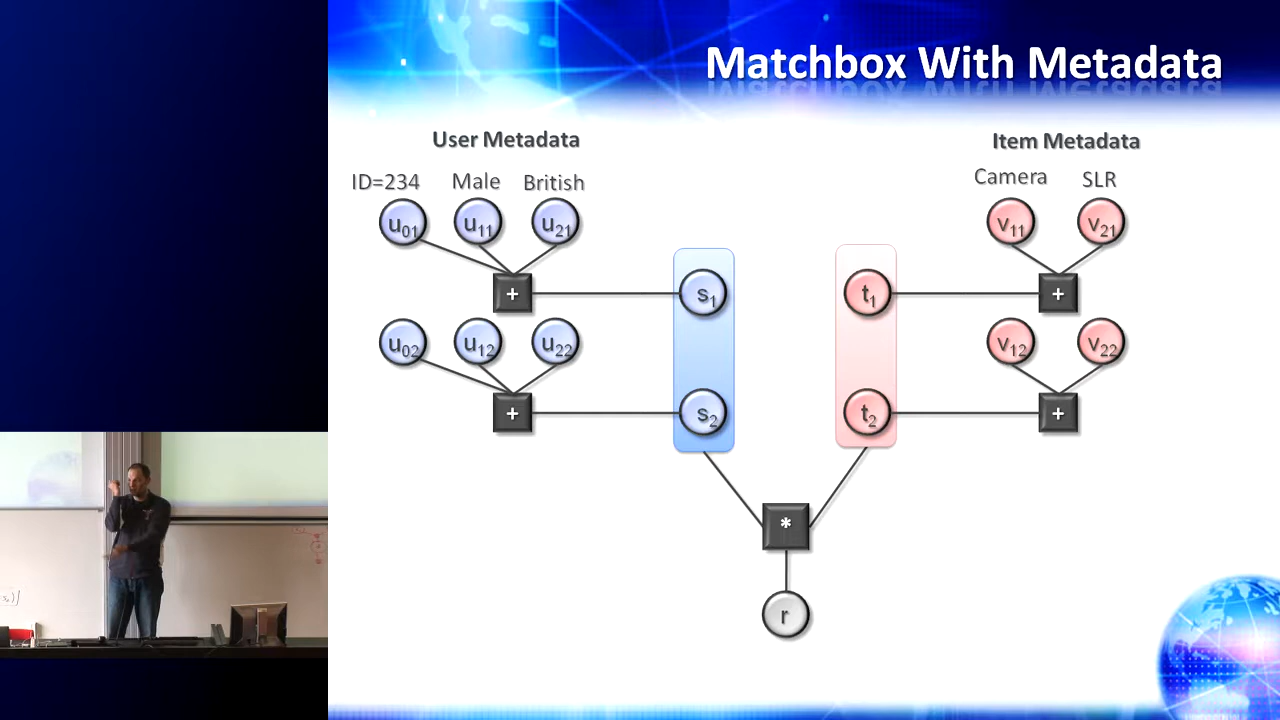 Matchbox With Metadata
User Metadata
Item Metadata
ID=234 Male British
Camera SLR
u01 u11 u21
v11 v21
+ s1 t1 +
u02 u12 u22
v12 v22
+ s2 t2 +
*
r